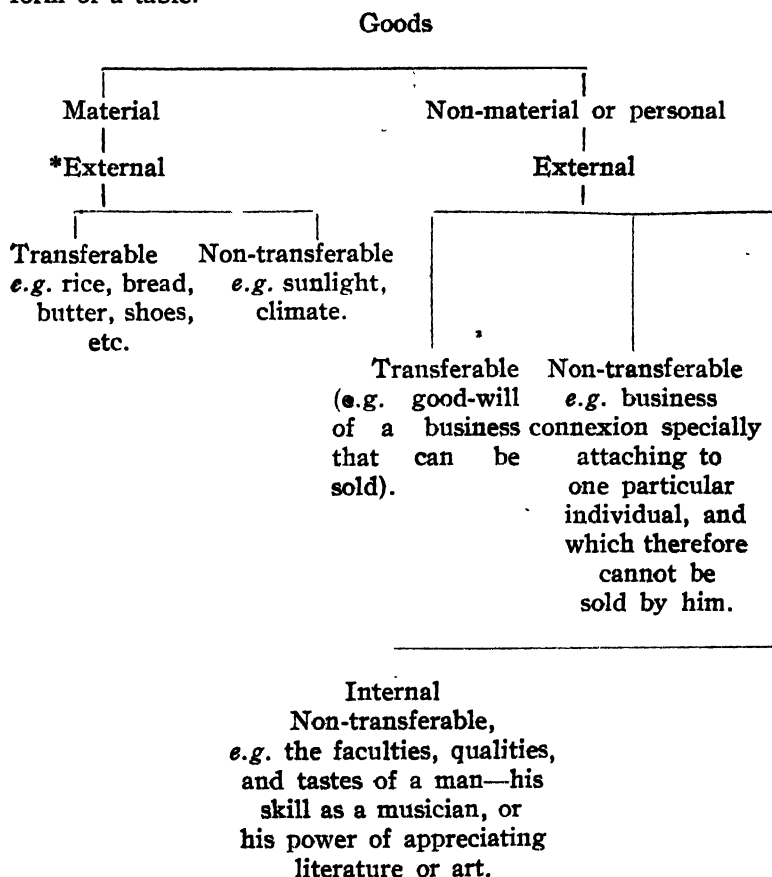 form of a table.
Goods
Material
Non-material or personal
*External
External
Transferable
e.g. rice, bread,
butter, shoes,
etc.
Non-transferable
e.g. sunlight,
climate.
Transferable
(e.g. good-will
of a business
that can be
sold).
Non-transferable
e.g. business
connexion specially
attaching to
one particular
individual, and
which therefore
cannot be
sold by him.
Internal
Non-transferable,
e.g. the faculties, qualities,
and tastes of a man—his
skill as a musician, or
his power of appreciating
literature or art.